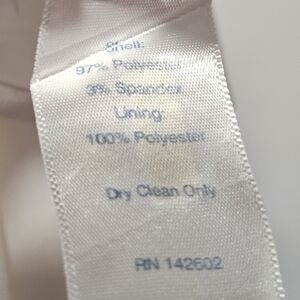 Shell:
97% Polyester
3% Spandex
Lining:
100% Polyester
Dry Clean Only
RN 142602